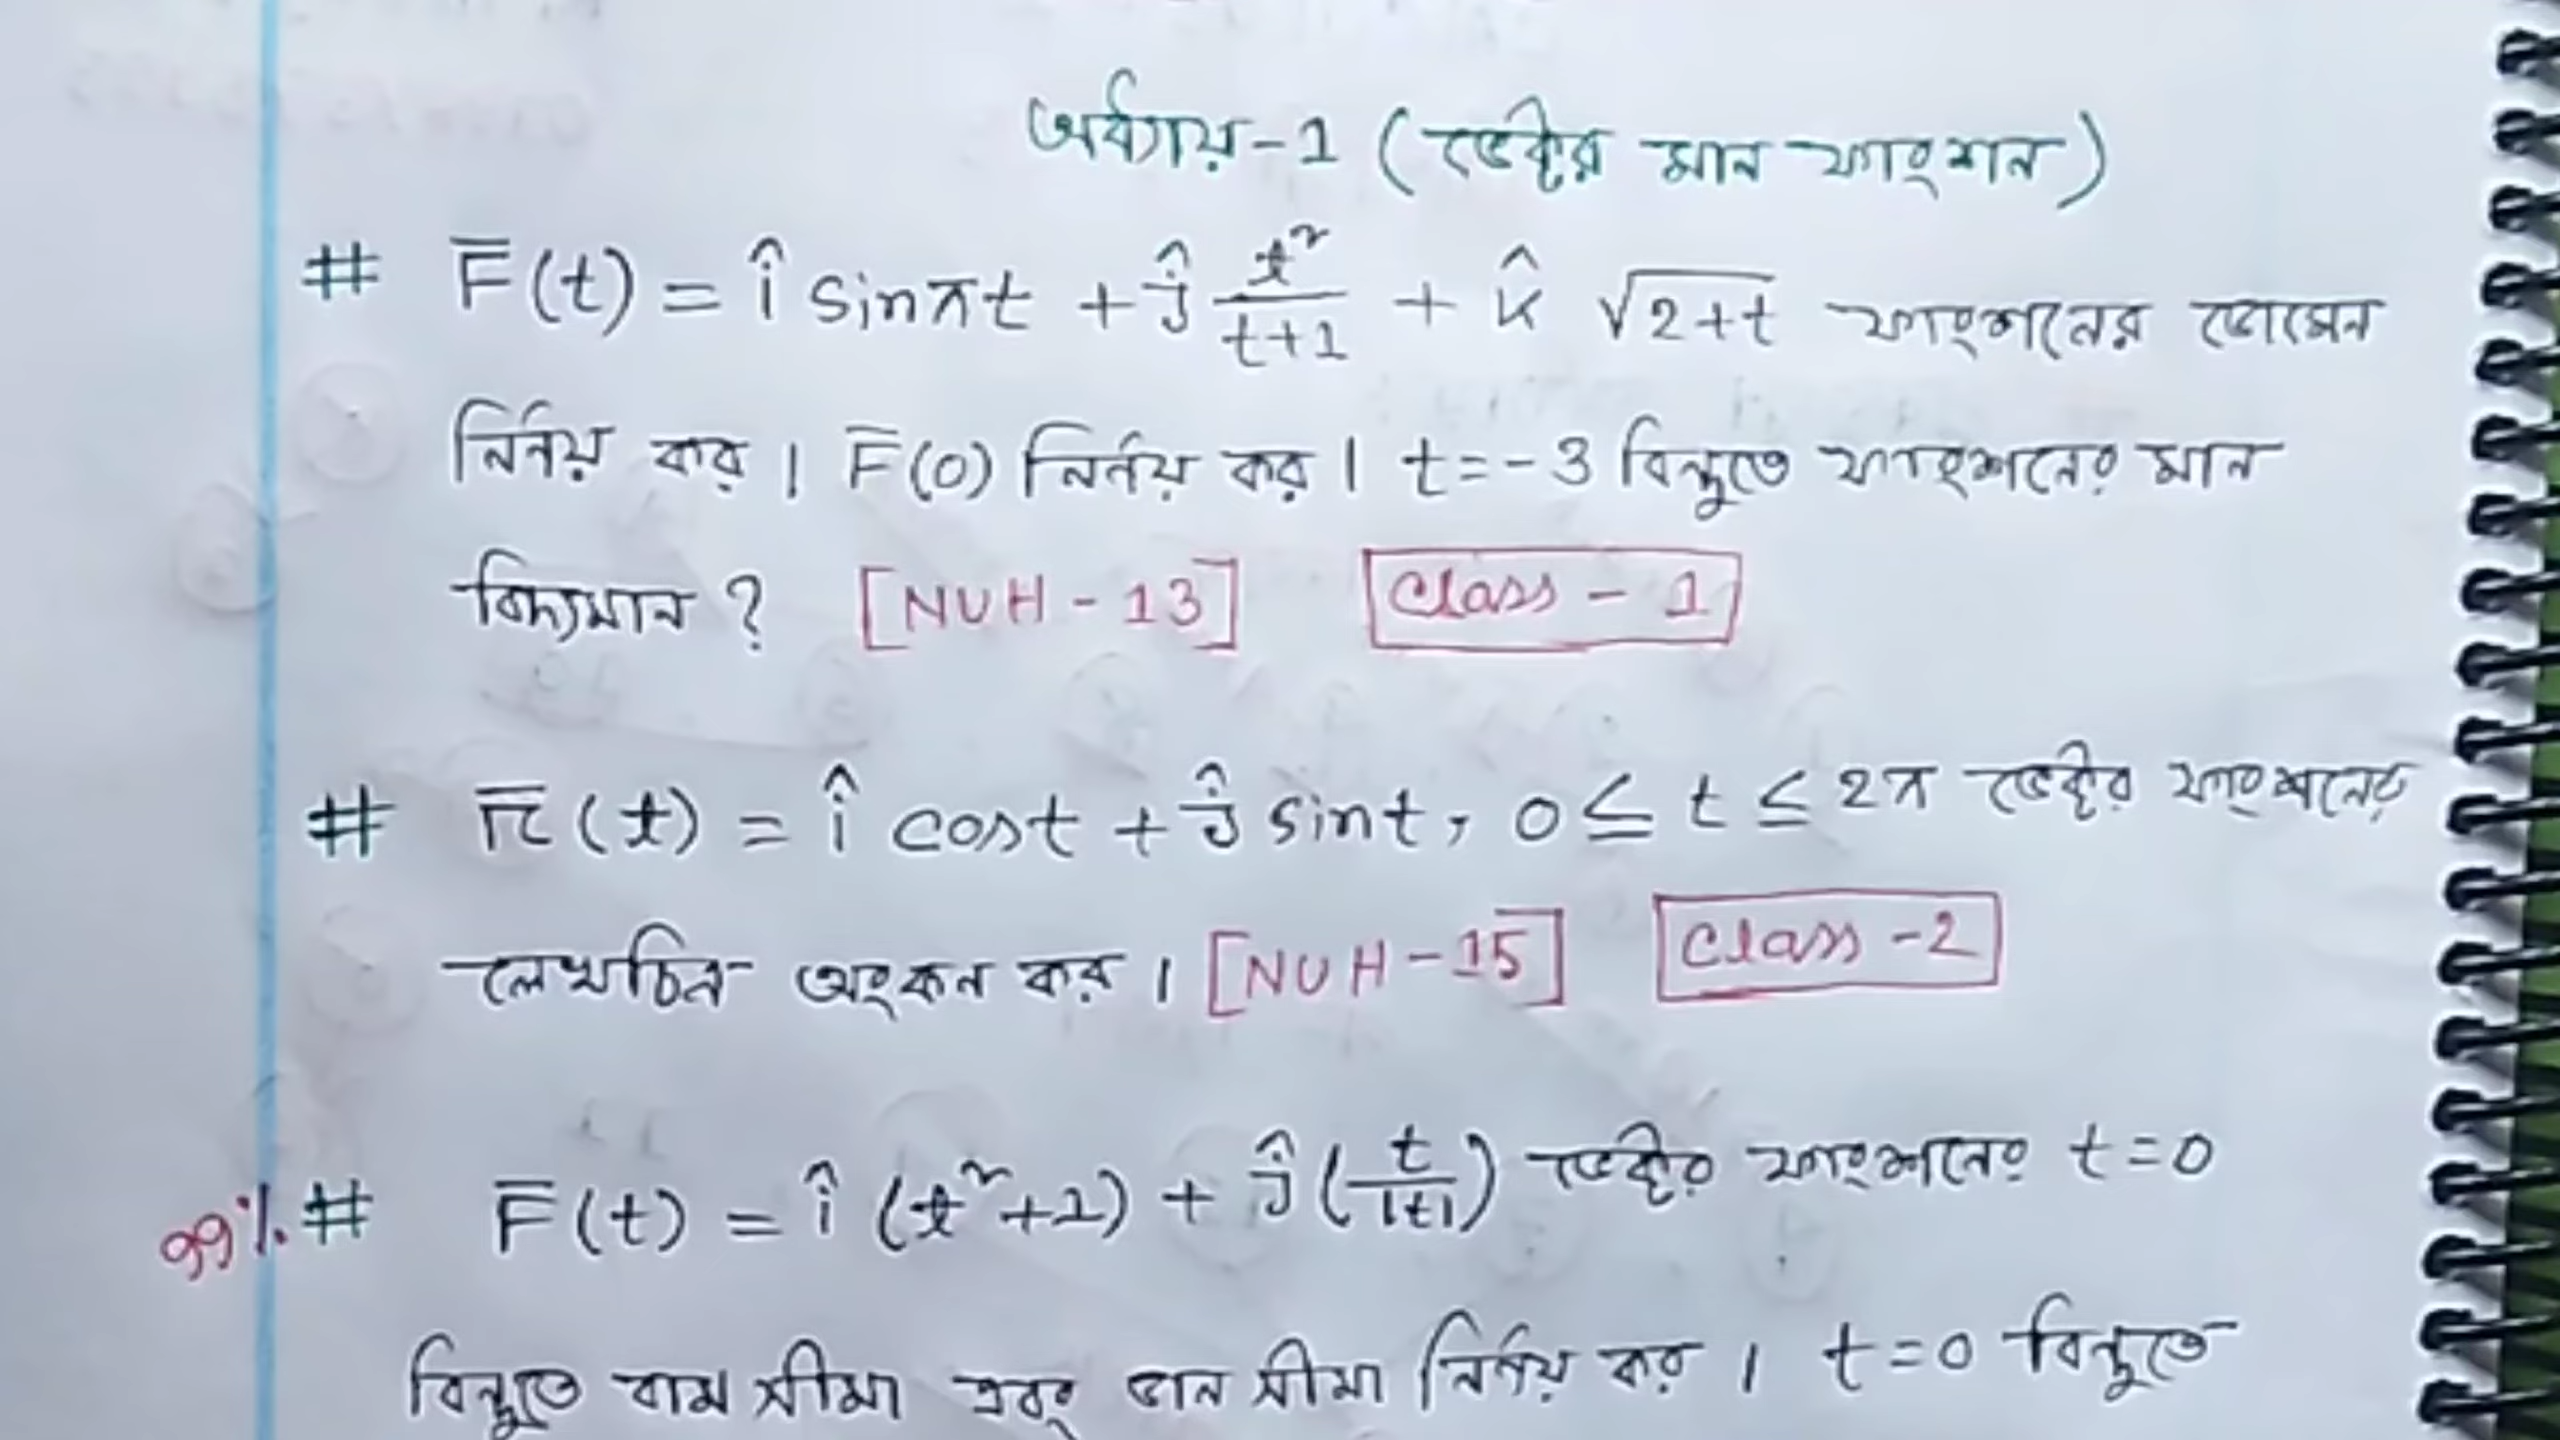 অধ্যায়-1 (ভেক্টর মান ফাংশন)
# F̅(t) = î sinπt + ĵ t²/(t+1) + k̂ √(2+t) ফাংশনের ডোমেন
নির্ণয় কর। F̅(0) নির্ণয় কর। t=-3 বিন্দুতে ফাংশনের মান
বিদ্যমান? [NUH-13] Class-1
# r̅(t) = î cost + ĵ sint, 0 ≤ t ≤ 2π ভেক্টর ফাংশনের
লেখচিত্র অংকন কর। [NUH-15] Class-2
99% # F̅(t) = î (t²+1) + ĵ (t/|t|) ভেক্টর ফাংশনের t=0
বিন্দুতে বাম সীমা এবং ডান সীমা নির্ণয় কর। t=0 বিন্দুতে